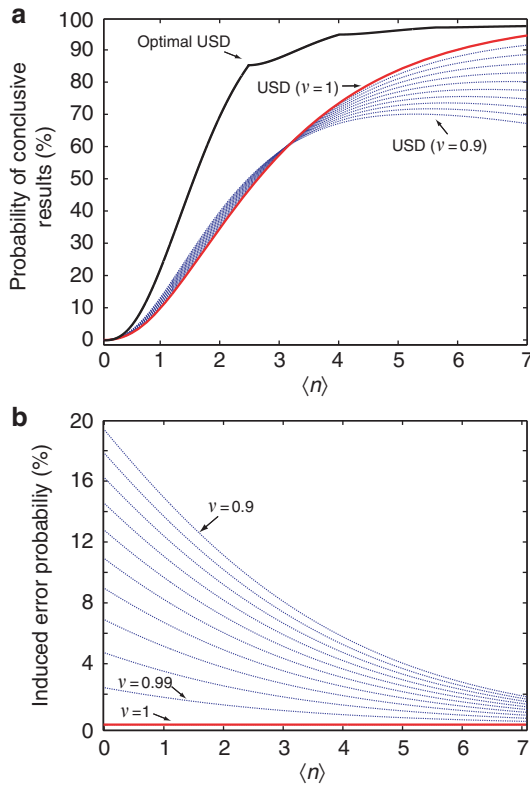 a
Probability of conclusive
results (%)
100
90
80
70
60
50
40
30
20
10
0
Optimal USD
USD (v = 1)
USD (v = 0.9)
0 1 2 3 4 5 6 7
⟨n⟩
b
Induced error probabiliy (%)
20
16
12
8
4
0
v = 0.9
v = 0.99
v = 1
0 1 2 3 4 5 6 7
⟨n⟩